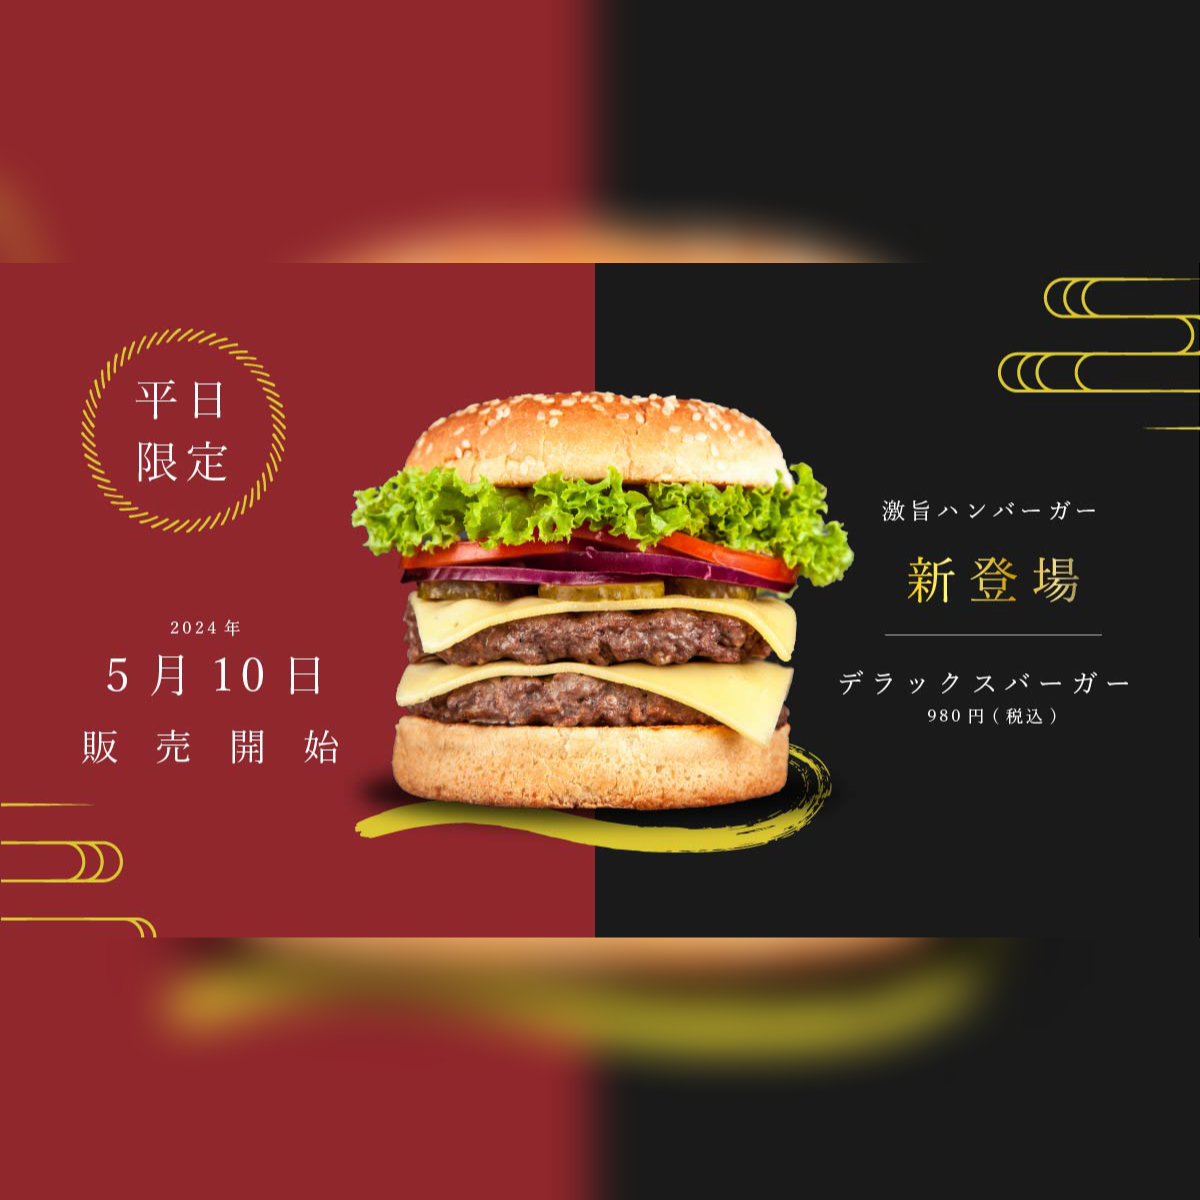 平日
限定
2024年
5月10日
販売開始
激旨ハンバーガー
新登場
デラックスバーガー
980円(税込)